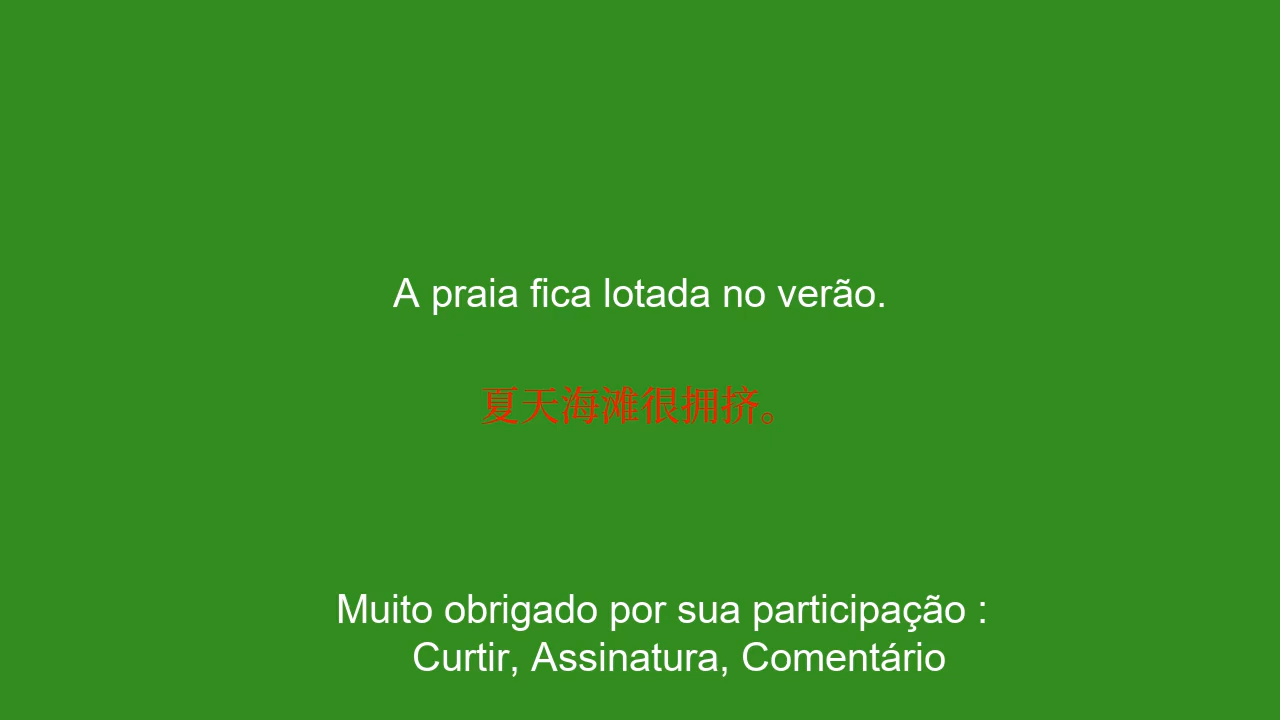 A praia fica lotada no verão.
夏天海滩很拥挤。
Muito obrigado por sua participação :
Curtir, Assinatura, Comentário